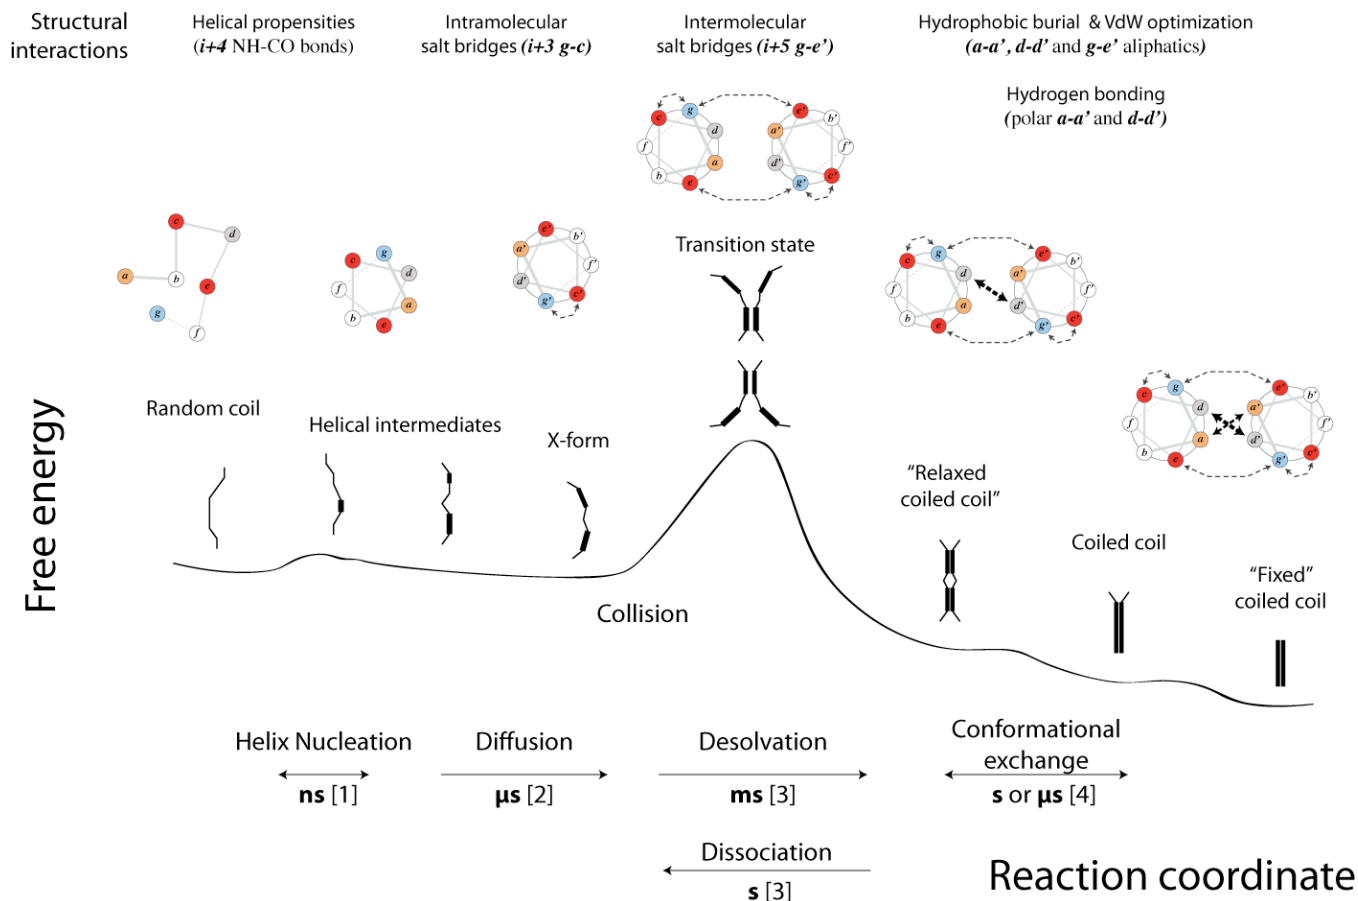 Structural
interactions
Helical propensities
(i+4 NH-CO bonds)
Intramolecular
salt bridges (i+3 g-c)
Intermolecular
salt bridges (i+5 g-e’)
Hydrophobic burial & VdW optimization
(a-a’, d-d’ and g-e’ aliphatics)
Hydrogen bonding
(polar a-a’ and d-d’)
c g d a e b f
e’ b’ f’ c’ g’ d’ a’
c d b a e g f
g c d f a b e
e’ b’ a’ f’ d’ c’ g’
Transition state
g c d f a b e
e’ b’ a’ f’ d’ c’ g’
g c d f a b e
e’ b’ a’ f’ d’ c’ g’
Free energy
Random coil
Helical intermediates
X-form
“Relaxed
coiled coil”
Coiled coil
“Fixed”
coiled coil
Collision
Helix Nucleation
ns [1]
Diffusion
µs [2]
Desolvation
ms [3]
Conformational
exchange
s or µs [4]
Dissociation
s [3]
Reaction coordinate